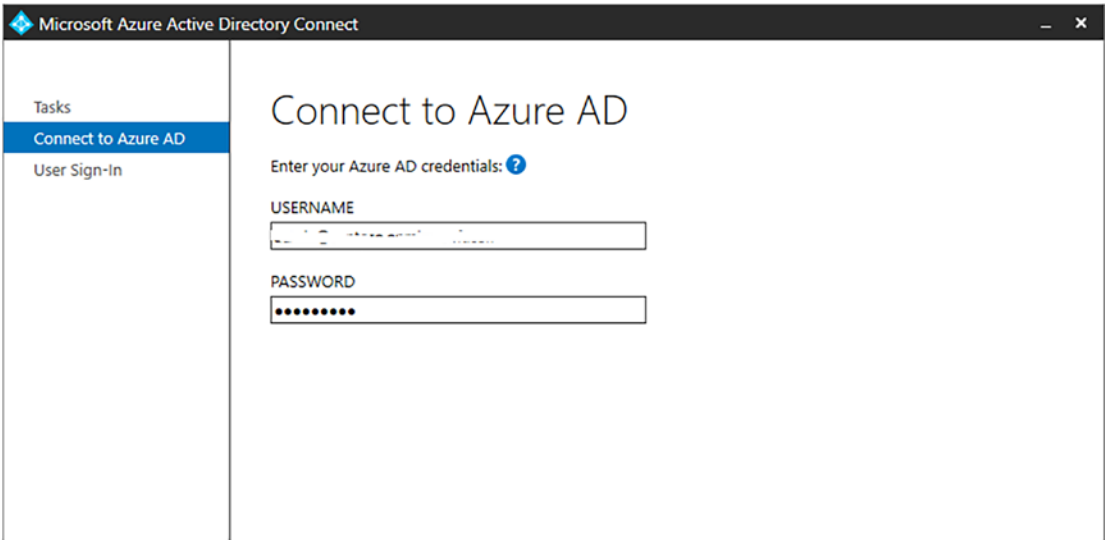 Microsoft Azure Active Directory Connect
Tasks
Connect to Azure AD
User Sign-In
Connect to Azure AD
Enter your Azure AD credentials: ?
USERNAME
PASSWORD
●●●●●●●●●